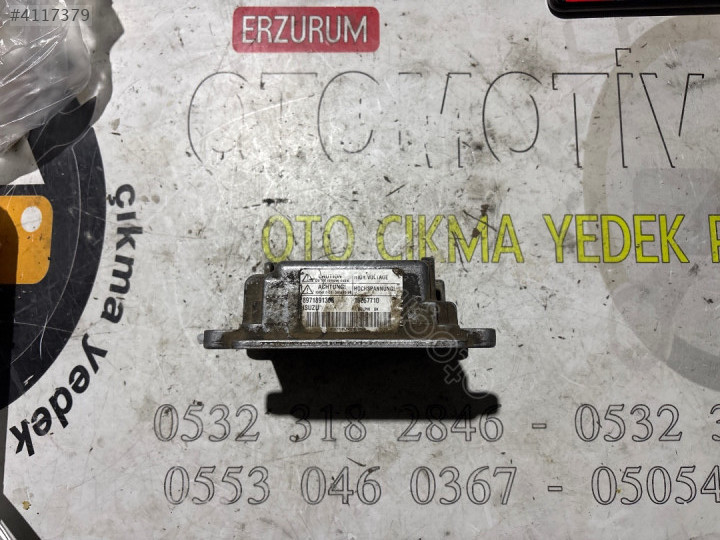 #4117379
ERZURUM
OTOMOTİV
OTO ÇIKMA YEDEK P
çıkma yedek
CAUTION HIGH VOLTAGE
ACHTUNG! HOCHSPANNUNG!
ISUZU
0532 318 2846 - 0532 3
0553 046 0367 - 05054